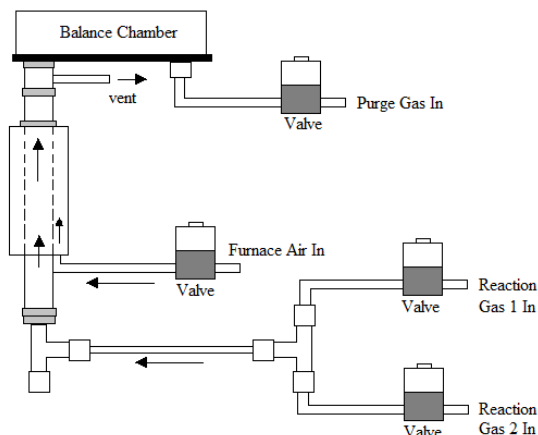 Balance Chamber
vent
Valve
Purge Gas In
Furnace Air In
Valve
Valve
Reaction
Gas 1 In
Valve
Reaction
Gas 2 In